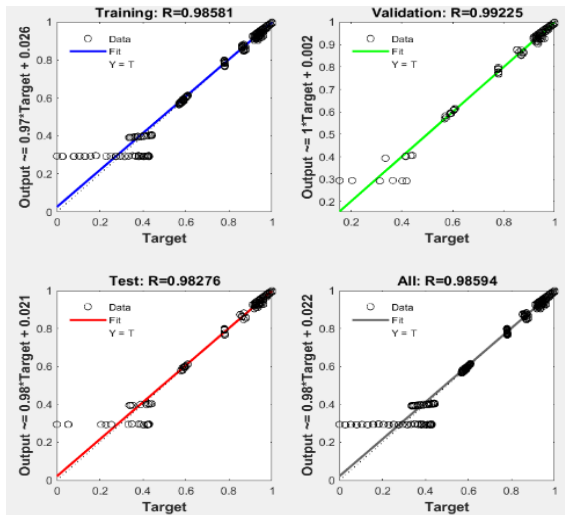 Training: R=0.98581
Output ~= 0.97*Target + 0.026
1
0.8
0.6
0.4
0.2
0
Data
Fit
Y = T
0 0.2 0.4 0.6 0.8 1
Target
Validation: R=0.99225
Output ~= 1*Target + 0.002
1
0.9
0.8
0.7
0.6
0.5
0.4
0.3
0.2
Data
Fit
Y = T
0.2 0.4 0.6 0.8 1
Target
Test: R=0.98276
Output ~= 0.98*Target + 0.021
1
0.8
0.6
0.4
0.2
0
Data
Fit
Y = T
0 0.2 0.4 0.6 0.8 1
Target
All: R=0.98594
Output ~= 0.98*Target + 0.022
1
0.8
0.6
0.4
0.2
0
Data
Fit
Y = T
0 0.2 0.4 0.6 0.8 1
Target